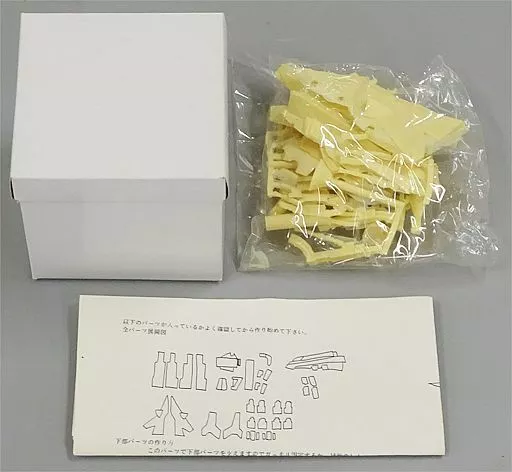 以下のパーツが入っているかよく確認してから作り始めて下さい。
全パーツ展開図
下部パーツの作り方
このパーツで下部パーツを